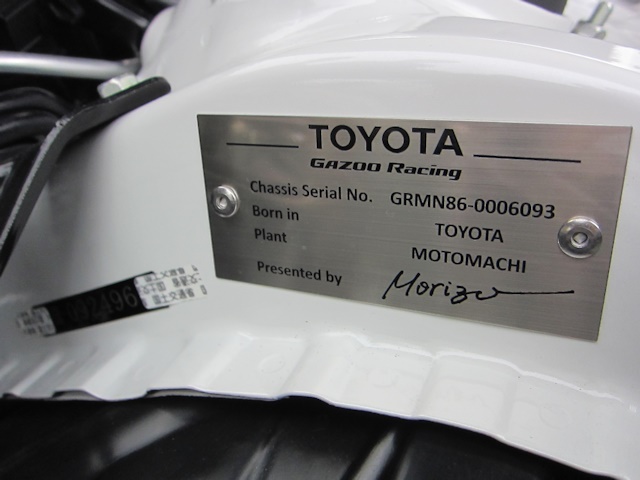 TOYOTA
GAZOO Racing
Chassis Serial No. GRMN86-0006093
Born in TOYOTA
Plant MOTOMACHI
Presented by Morizo